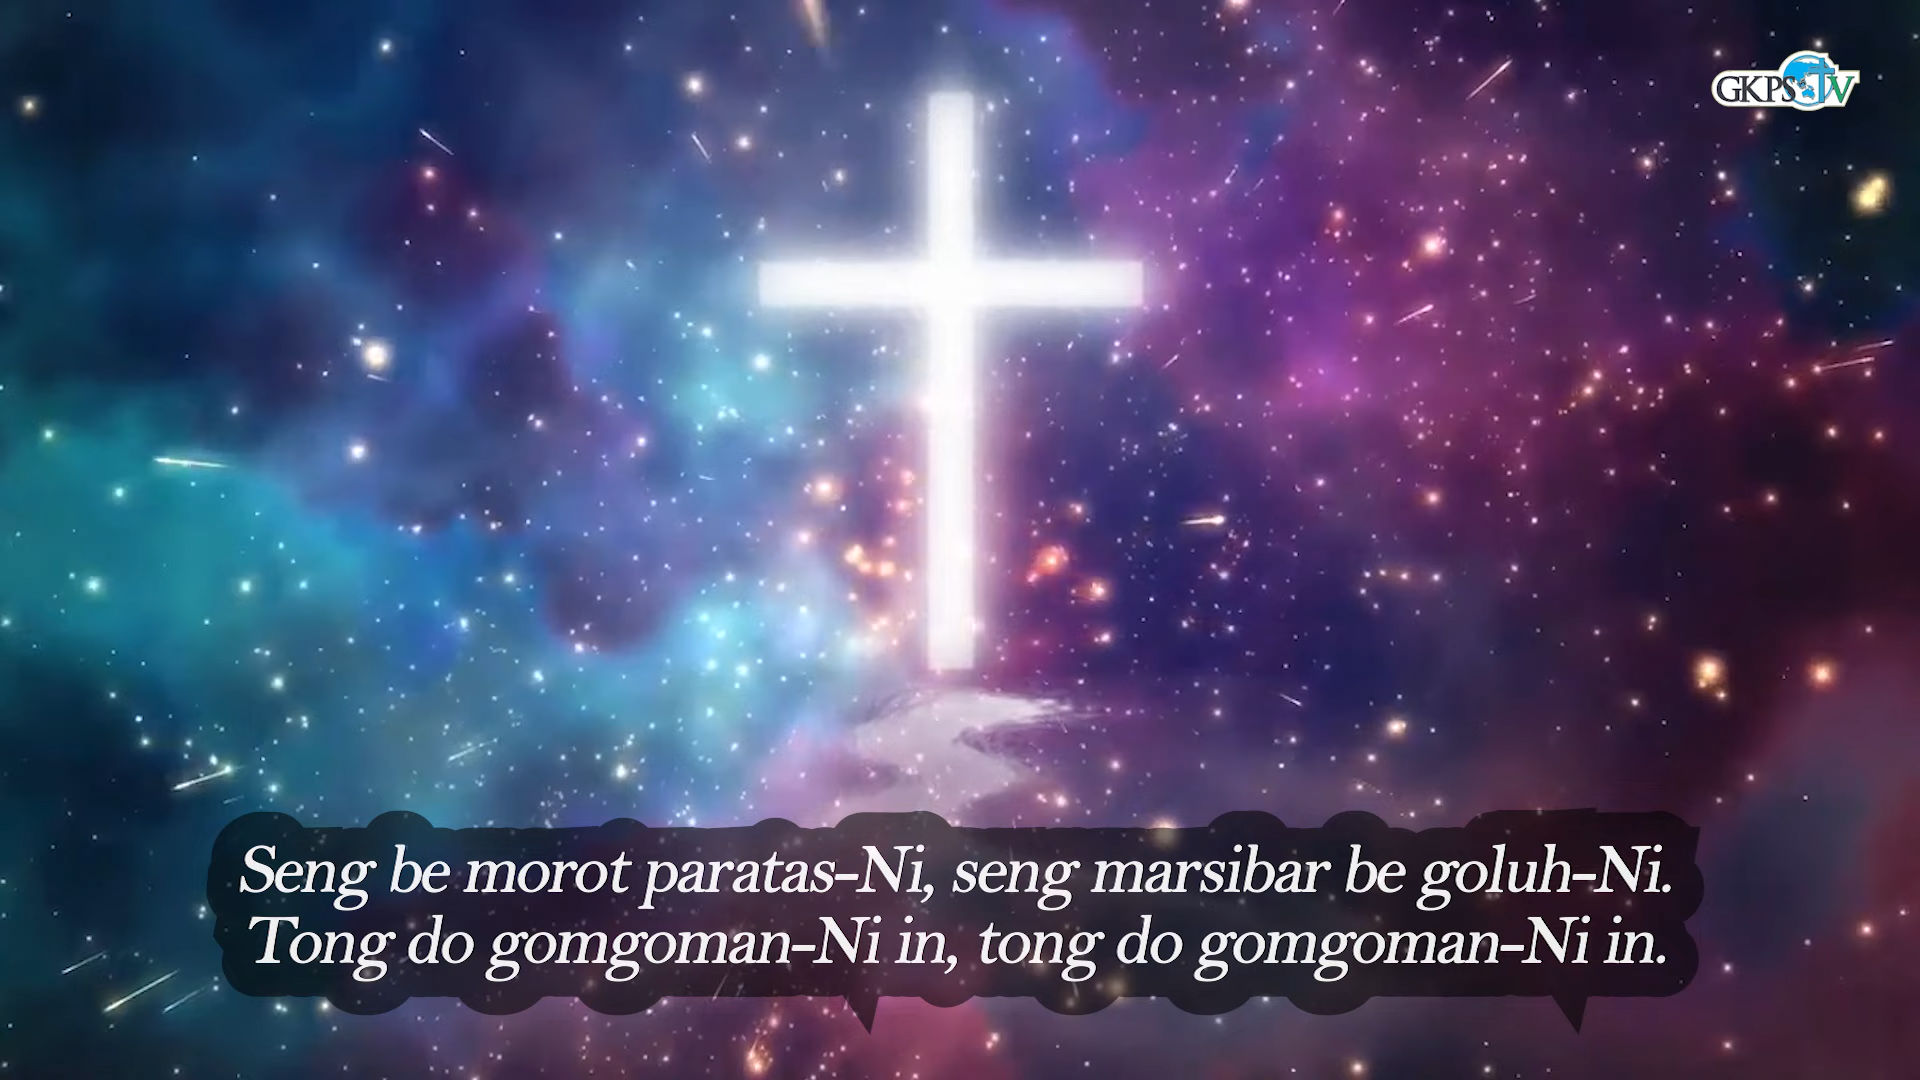 GKPS TV
Seng be morot paratas-Ni, seng marsibar be goluh-Ni.
Tong do gomgoman-Ni in, tong do gomgoman-Ni in.